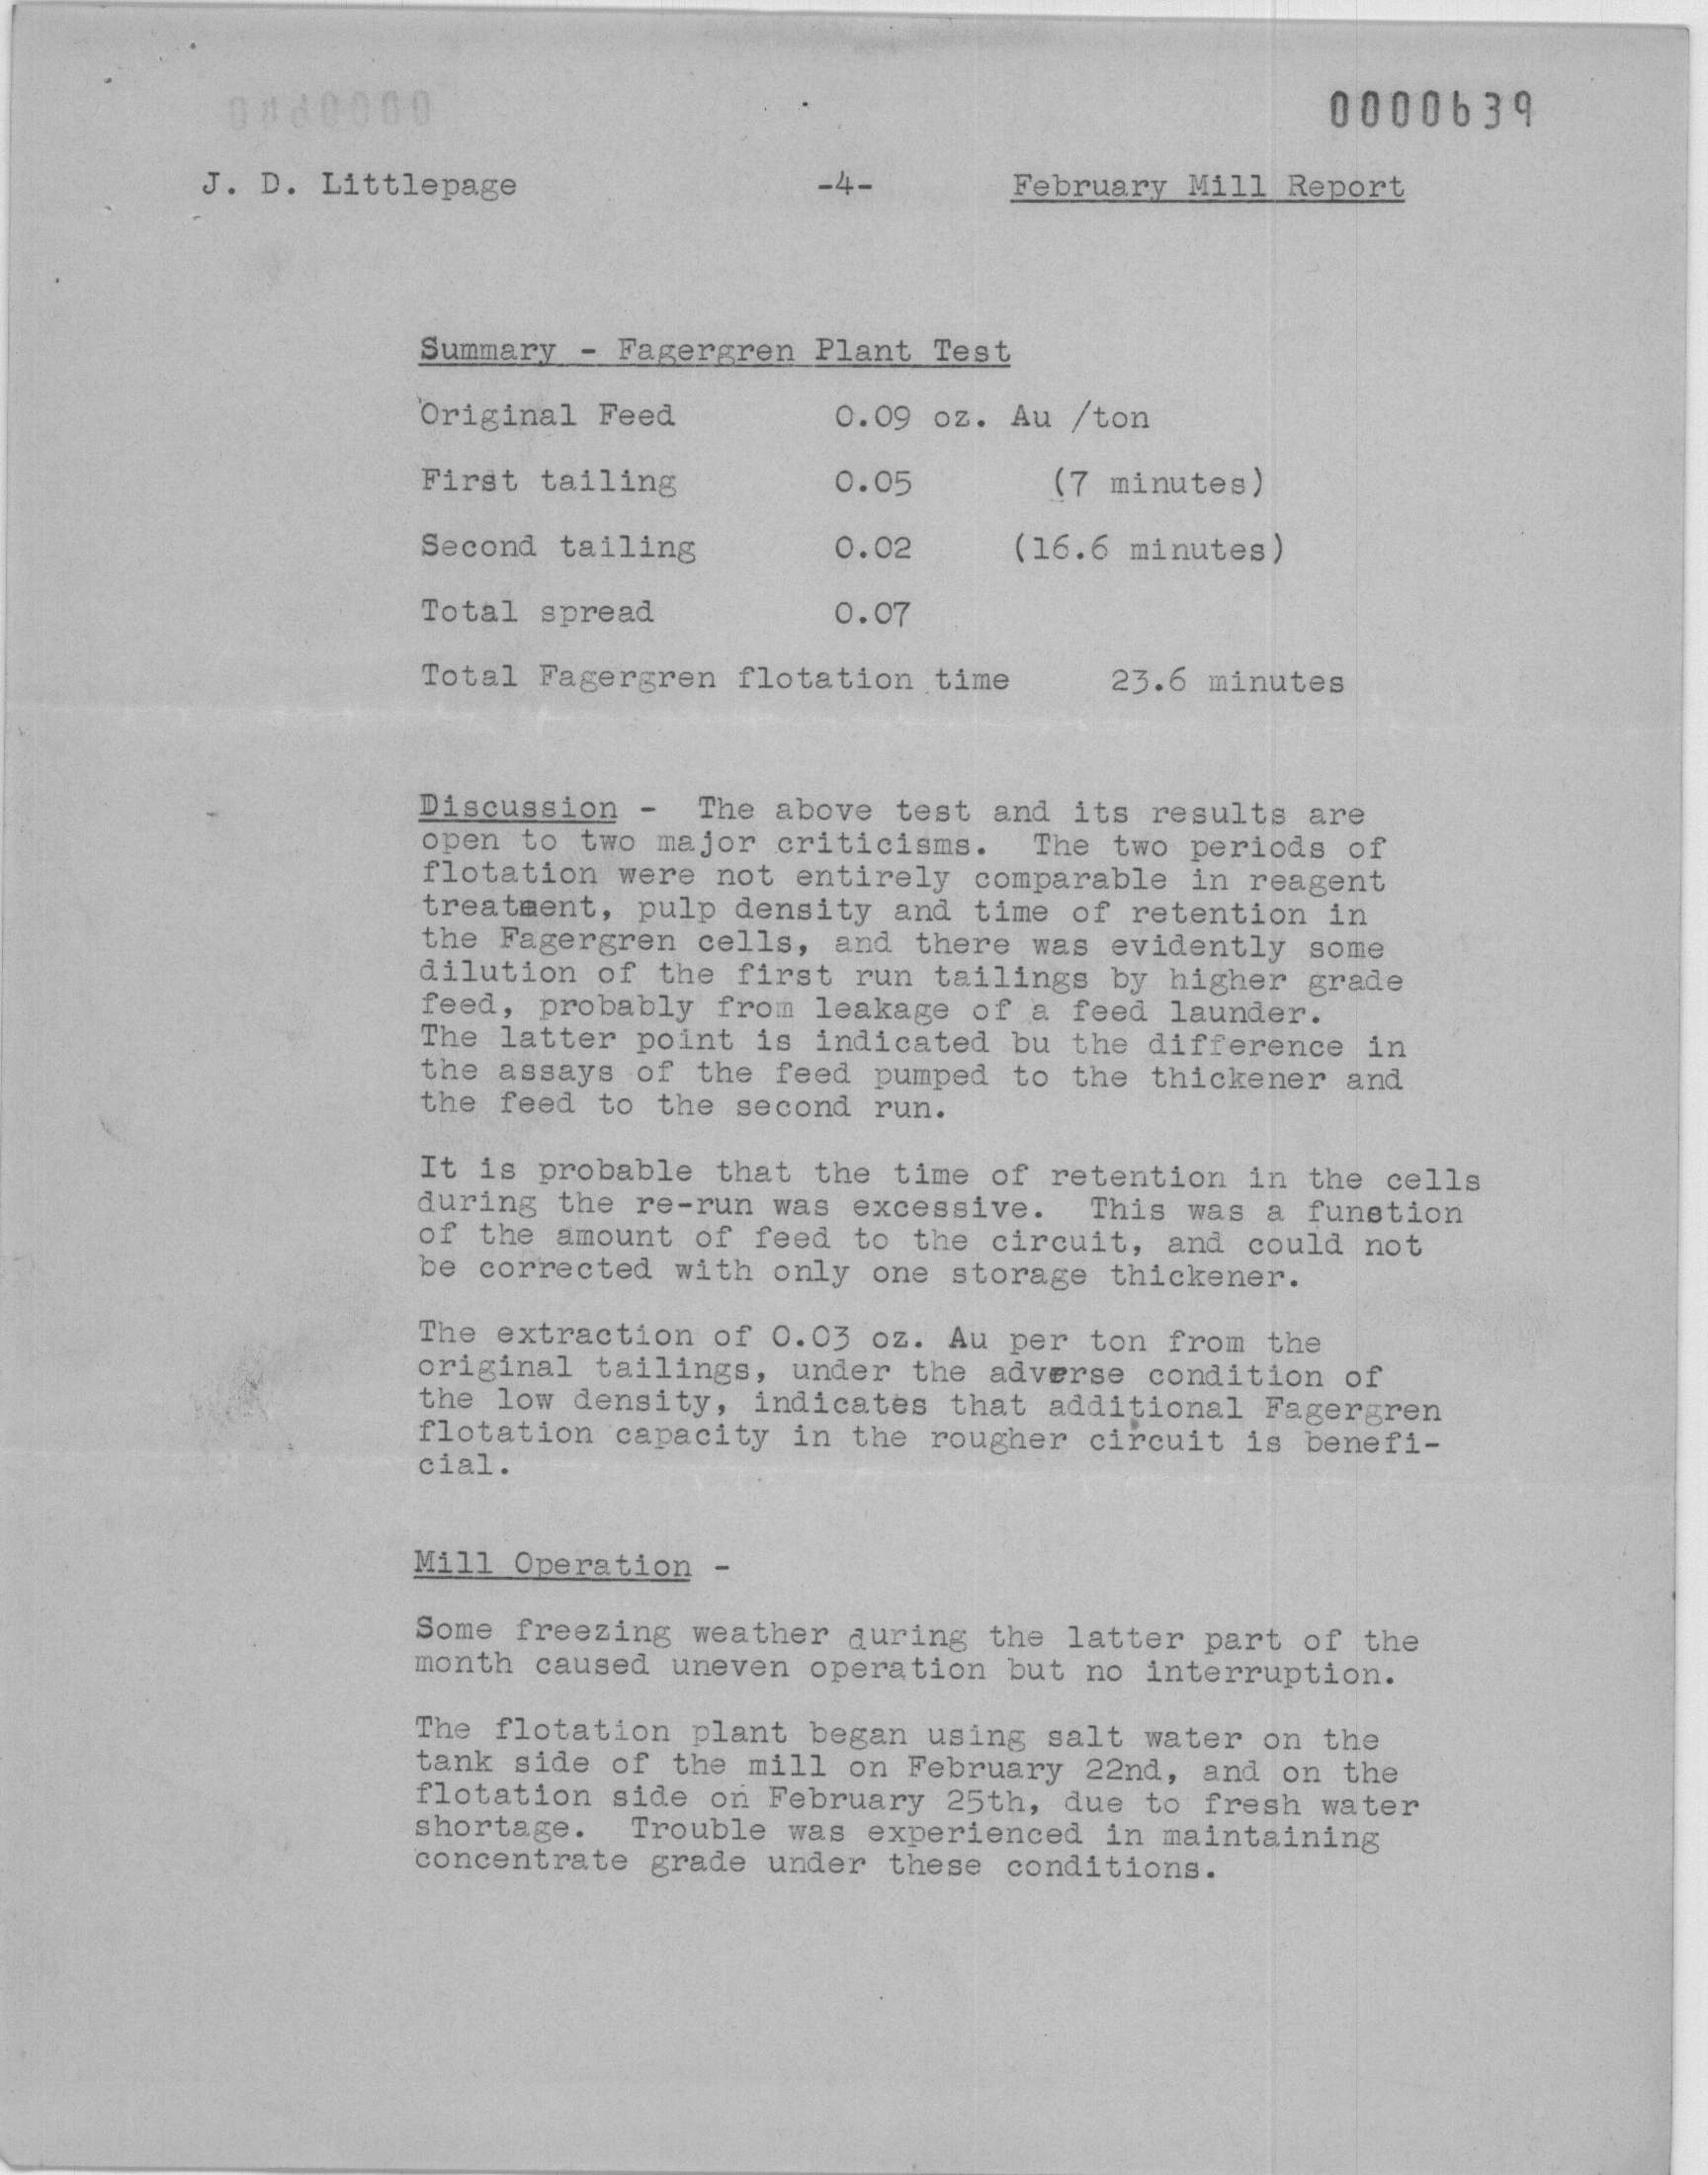 0000639
J. D. Littlepage -4- February Mill Report
Summary - Fagergren Plant Test
Original Feed 0.09 oz. Au /ton
First tailing 0.05 (7 minutes)
Second tailing 0.02 (16.6 minutes)
Total spread 0.07
Total Fagergren flotation time 23.6 minutes
Discussion - The above test and its results are
open to two major criticisms. The two periods of
flotation were not entirely comparable in reagent
treatment, pulp density and time of retention in
the Fagergren cells, and there was evidently some
dilution of the first run tailings by higher grade
feed, probably from leakage of a feed launder.
The latter point is indicated bu the difference in
the assays of the feed pumped to the thickener and
the feed to the second run.
It is probable that the time of retention in the cells
during the re-run was excessive. This was a function
of the amount of feed to the circuit, and could not
be corrected with only one storage thickener.
The extraction of 0.03 oz. Au per ton from the
original tailings, under the adverse condition of
the low density, indicates that additional Fagergren
flotation capacity in the rougher circuit is benefi-
cial.
Mill Operation -
Some freezing weather during the latter part of the
month caused uneven operation but no interruption.
The flotation plant began using salt water on the
tank side of the mill on February 22nd, and on the
flotation side on February 25th, due to fresh water
shortage. Trouble was experienced in maintaining
concentrate grade under these conditions.